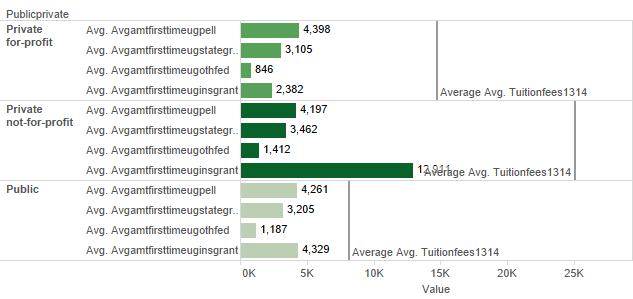 Publicprivate
Private for-profit
Avg. Avgamtfirsttimeugpell 4,398
Avg. Avgamtfirsttimeugstategr.. 3,105
Avg. Avgamtfirsttimeugothfed 846
Avg. Avgamtfirsttimeuginsgrant 2,382
Average Avg. Tuitionfees1314
Private not-for-profit
Avg. Avgamtfirsttimeugpell 4,197
Avg. Avgamtfirsttimeugstategr.. 3,462
Avg. Avgamtfirsttimeugothfed 1,412
Avg. Avgamtfirsttimeuginsgrant
Average Avg. Tuitionfees1314
Public
Avg. Avgamtfirsttimeugpell 4,261
Avg. Avgamtfirsttimeugstategr.. 3,205
Avg. Avgamtfirsttimeugothfed 1,187
Avg. Avgamtfirsttimeuginsgrant 4,329
Average Avg. Tuitionfees1314
0K 5K 10K 15K 20K 25K
Value